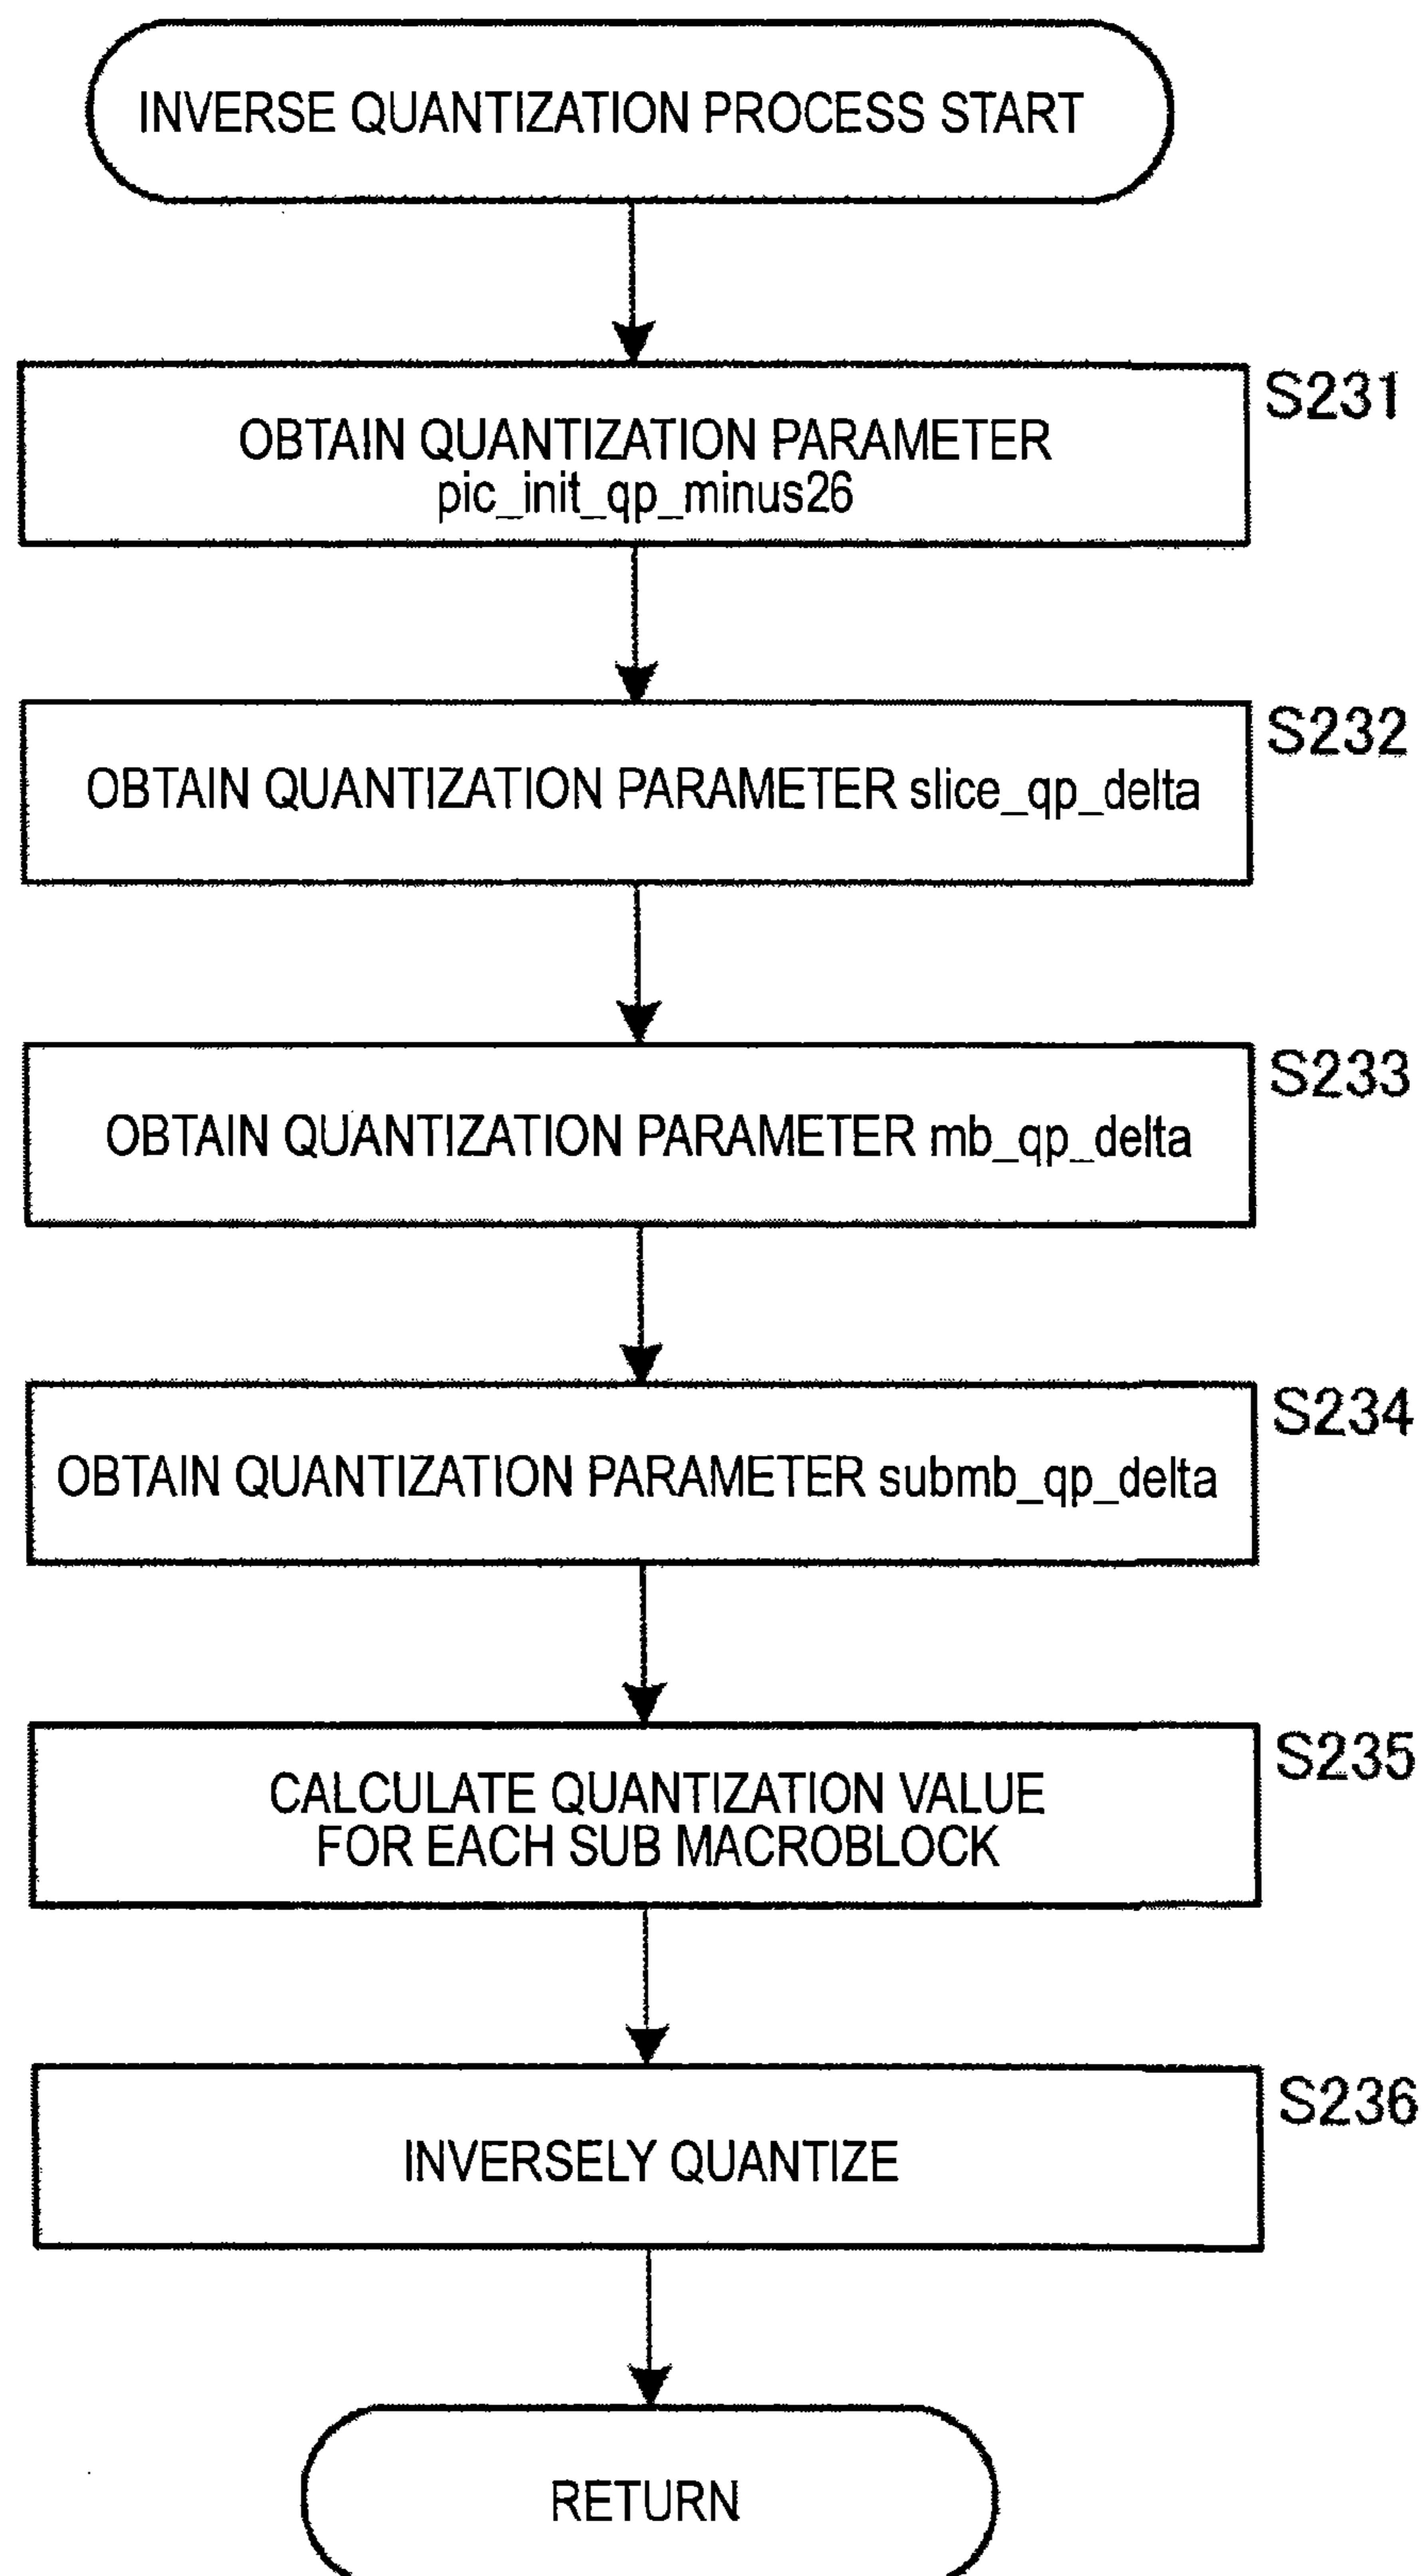 INVERSE QUANTIZATION PROCESS START
S231
OBTAIN QUANTIZATION PARAMETER
pic_init_qp_minus26
S232
OBTAIN QUANTIZATION PARAMETER slice_qp_delta
S233
OBTAIN QUANTIZATION PARAMETER mb_qp_delta
S234
OBTAIN QUANTIZATION PARAMETER submb_qp_delta
S235
CALCULATE QUANTIZATION VALUE
FOR EACH SUB MACROBLOCK
S236
INVERSELY QUANTIZE
RETURN